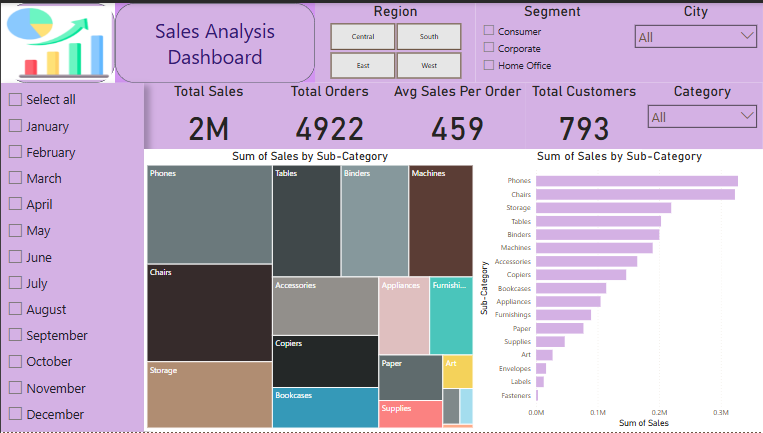 Sales Analysis
Dashboard
Region
Central
South
East
West
Segment
Consumer
Corporate
Home Office
City
All
Total Sales
2M
Total Orders
4922
Avg Sales Per Order
459
Total Customers
793
Category
All
Select all
January
February
March
April
May
June
July
August
September
October
November
December
Sum of Sales by Sub-Category
Phones
Chairs
Storage
Tables
Binders
Machines
Accessories
Copiers
Bookcases
Appliances
Furnishi...
Paper
Supplies
Art
Sum of Sales by Sub-Category
Sub-Category
Phones
Chairs
Storage
Tables
Binders
Machines
Accessories
Copiers
Bookcases
Appliances
Furnishings
Paper
Supplies
Art
Envelopes
Labels
Fasteners
0.0M
0.1M
0.2M
0.3M
Sum of Sales